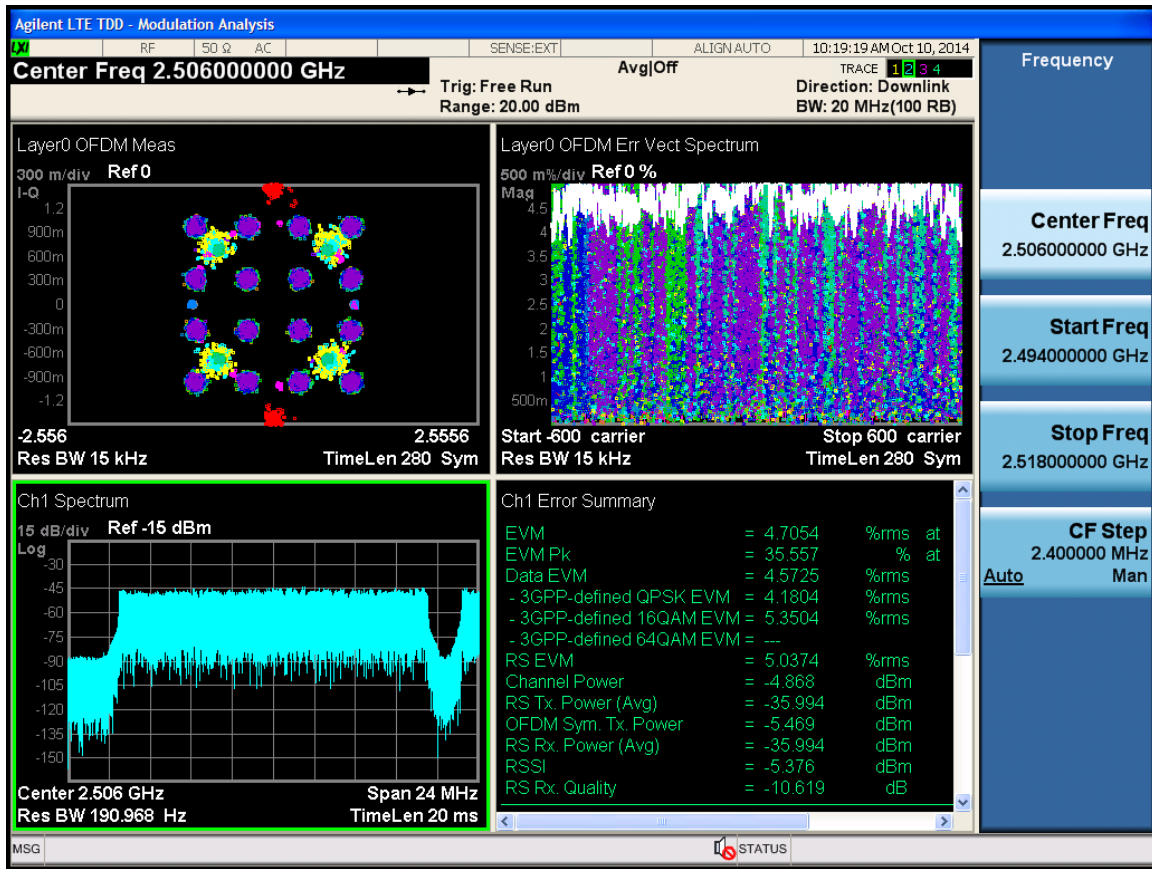 Agilent LTE TDD - Modulation Analysis
LXI RF 50 Ω AC SENSE:EXT ALIGN AUTO 10:19:19 AM Oct 10, 2014
Center Freq 2.506000000 GHz Avg|Off TRACE 1 2 3 4
Trig: Free Run Direction: Downlink
Range: 20.00 dBm BW: 20 MHz(100 RB)
Layer0 OFDM Meas
300 m/div Ref 0
I-Q
1.2
900m
600m
300m
0
-300m
-600m
-900m
-1.2
-2.556 2.5556
Res BW 15 kHz TimeLen 280 Sym
Layer0 OFDM Err Vect Spectrum
500 m%/div Ref 0 %
Mag
4.5
4
3.5
3
2.5
2
1.5
1
500m
Start -600 carrier Stop 600 carrier
Res BW 15 kHz TimeLen 280 Sym
Ch1 Spectrum
15 dB/div Ref -15 dBm
Log
-30
-45
-60
-75
-90
-105
-120
-135
-150
Center 2.506 GHz Span 24 MHz
Res BW 190.968 Hz TimeLen 20 ms
Ch1 Error Summary
EVM = 4.7054 %rms at
EVM Pk = 35.557 % at
Data EVM = 4.5725 %rms
- 3GPP-defined QPSK EVM = 4.1804 %rms
- 3GPP-defined 16QAM EVM = 5.3504 %rms
- 3GPP-defined 64QAM EVM = ---
RS EVM = 5.0374 %rms
Channel Power = -4.868 dBm
RS Tx. Power (Avg) = -35.994 dBm
OFDM Sym. Tx. Power = -5.469 dBm
RS Rx. Power (Avg) = -35.994 dBm
RSSI = -5.376 dBm
RS Rx. Quality = -10.619 dB
Frequency
Center Freq
2.506000000 GHz
Start Freq
2.494000000 GHz
Stop Freq
2.518000000 GHz
CF Step
2.400000 MHz
Auto Man
MSG STATUS